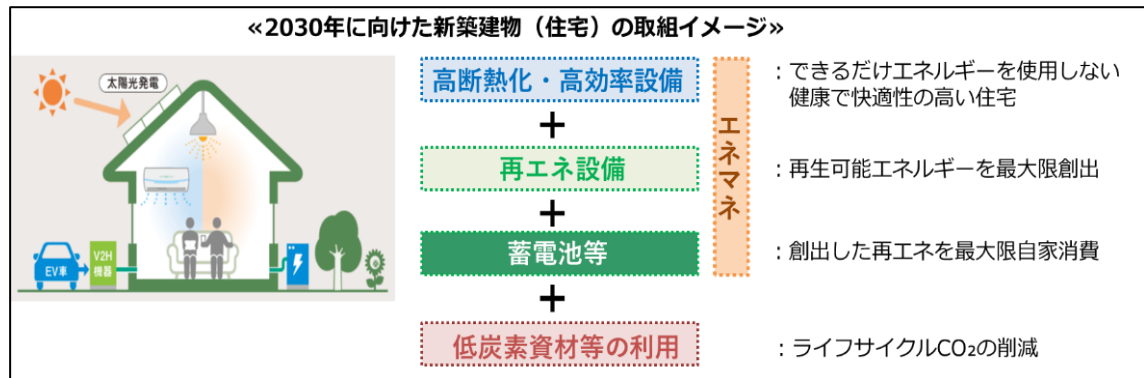 ≪2030年に向けた新築建物（住宅）の取組イメージ≫
太陽光発電
EV車
V2H
機器
高断熱化・高効率設備
：できるだけエネルギーを使用しない
健康で快適性の高い住宅
＋
再エネ設備
：再生可能エネルギーを最大限創出
＋
蓄電池等
：創出した再エネを最大限自家消費
エネマネ
＋
低炭素資材等の利用
：ライフサイクルCO₂の削減